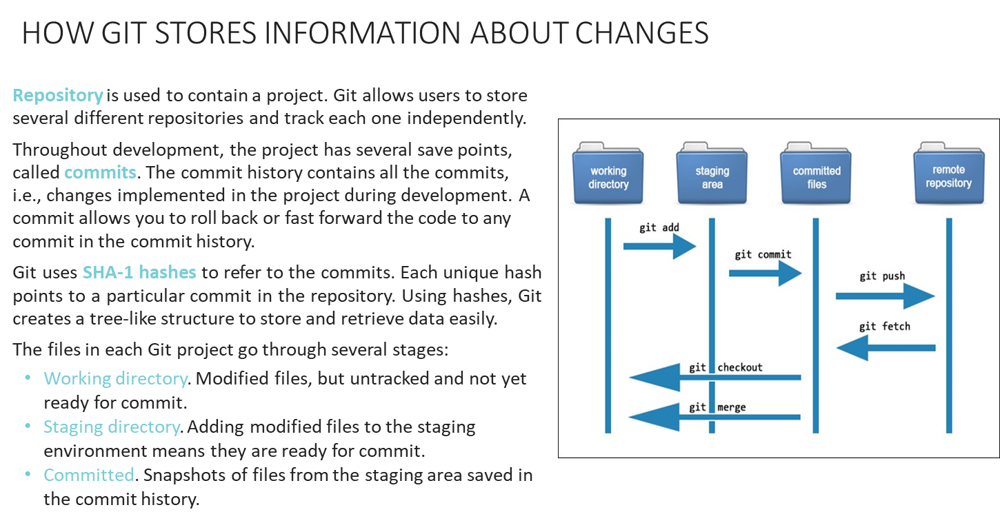 HOW GIT STORES INFORMATION ABOUT CHANGES
Repository is used to contain a project. Git allows users to store
several different repositories and track each one independently.
Throughout development, the project has several save points,
called commits. The commit history contains all the commits,
i.e., changes implemented in the project during development. A
commit allows you to roll back or fast forward the code to any
commit in the commit history.
Git uses SHA-1 hashes to refer to the commits. Each unique hash
points to a particular commit in the repository. Using hashes, Git
creates a tree-like structure to store and retrieve data easily.
The files in each Git project go through several stages:
• Working directory. Modified files, but untracked and not yet
ready for commit.
• Staging directory. Adding modified files to the staging
environment means they are ready for commit.
• Committed. Snapshots of files from the staging area saved in
the commit history.
working
directory
staging
area
committed
files
remote
repository
git add
git commit
git push
git fetch
git checkout
git merge